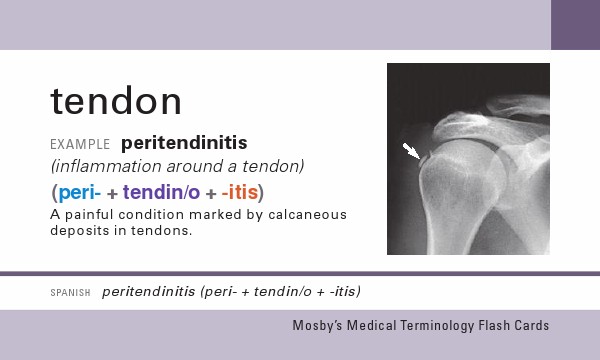 tendon
EXAMPLE peritendinitis
(inflammation around a tendon)
(peri- + tendin/o + -itis)
A painful condition marked by calcaneous
deposits in tendons.
SPANISH peritendinitis (peri- + tendin/o + -itis)
Mosby's Medical Terminology Flash Cards